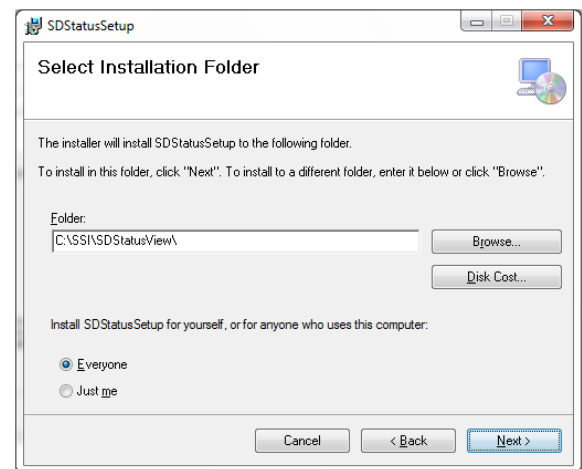 SDStatusSetup
Select Installation Folder
The installer will install SDStatusSetup to the following folder.
To install in this folder, click "Next". To install to a different folder, enter it below or click "Browse".
Folder:
C:\SSI\SDStatusView\
Browse...
Disk Cost...
Install SDStatusSetup for yourself, or for anyone who uses this computer:
Everyone
Just me
Cancel
< Back
Next >